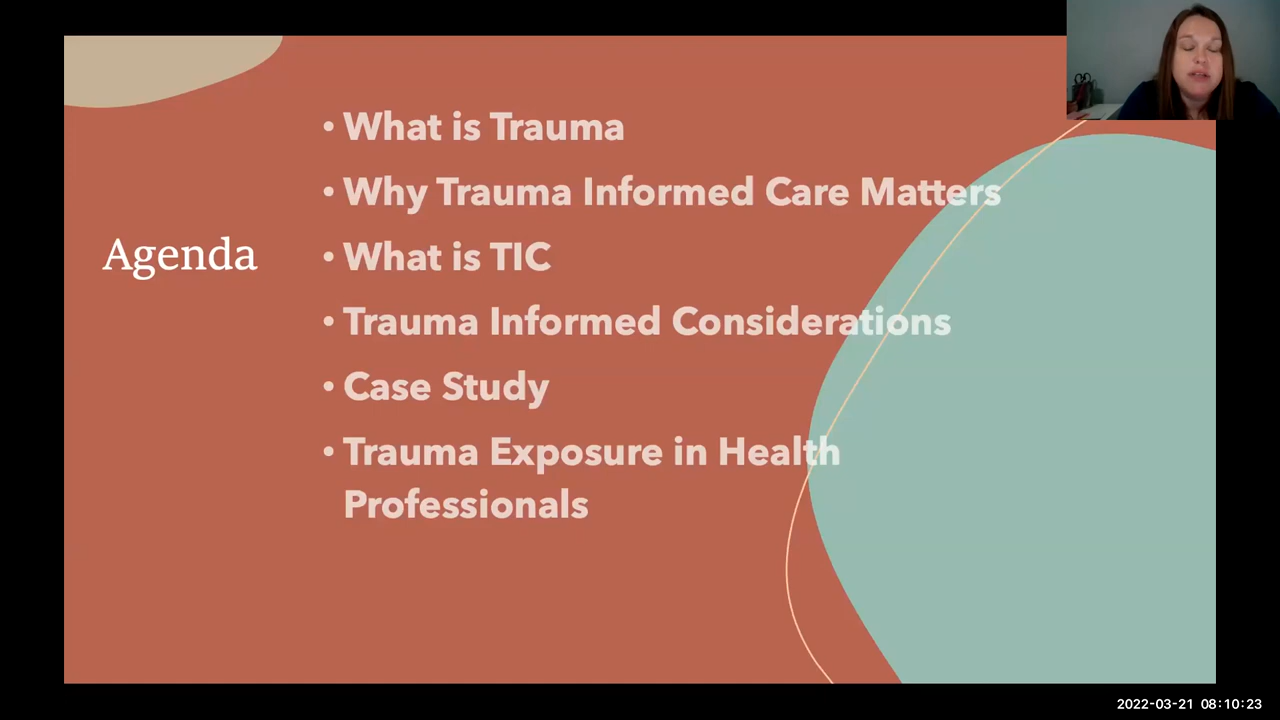 Agenda
• What is Trauma
• Why Trauma Informed Care Matters
• What is TIC
• Trauma Informed Considerations
• Case Study
• Trauma Exposure in Health
Professionals
2022-03-21 08:10:23